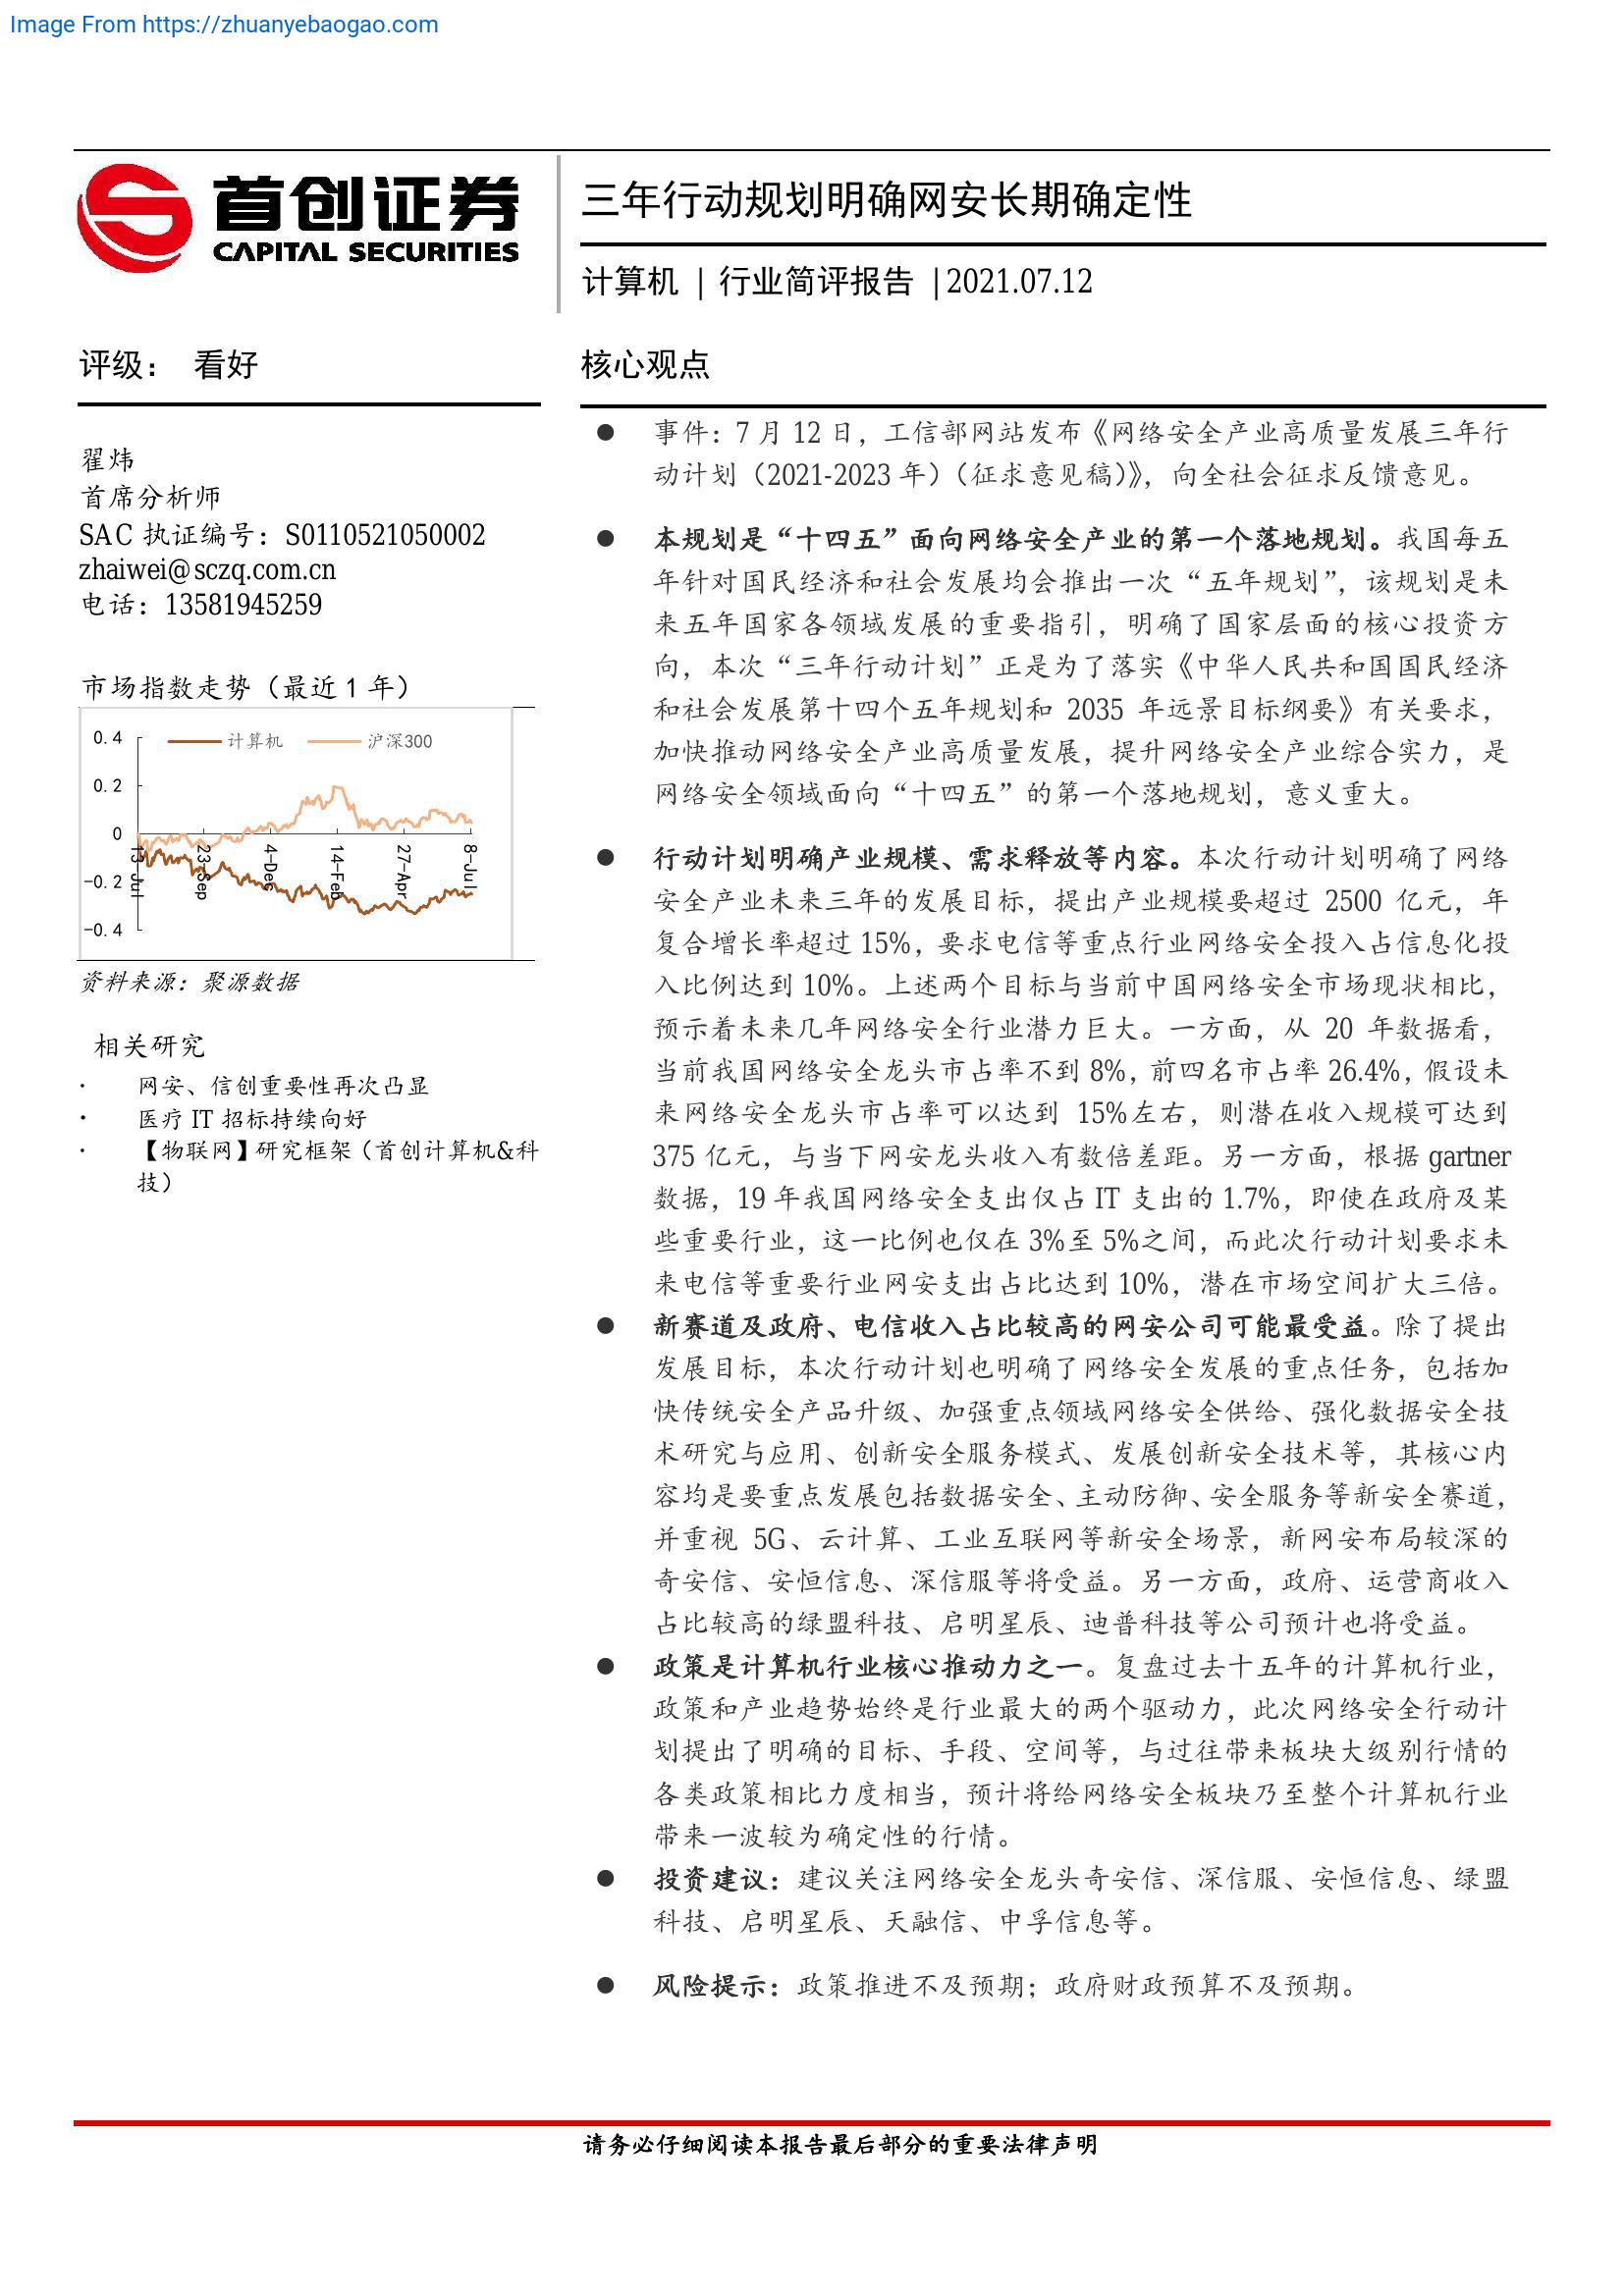 Image From https://zhuanyebaogao.com
首创证券
CAPITAL SECURITIES
三年行动规划明确网安长期确定性
计算机 | 行业简评报告 |2021.07.12
评级： 看好
翟炜
首席分析师
SAC 执证编号：S0110521050002
zhaiwei@sczq.com.cn
电话：13581945259
市场指数走势（最近 1 年）
计算机 沪深300
0.4
0.2
0
-0.2
-0.4
13-Jul
23-Sep
4-Dec
14-Feb
27-Apr
8-Jul
资料来源：聚源数据
相关研究
· 网安、信创重要性再次凸显
· 医疗 IT 招标持续向好
· 【物联网】研究框架（首创计算机&科
技）
核心观点
● 事件：7 月 12 日，工信部网站发布《网络安全产业高质量发展三年行
动计划（2021-2023 年）（征求意见稿）》，向全社会征求反馈意见。
● 本规划是“十四五”面向网络安全产业的第一个落地规划。我国每五
年针对国民经济和社会发展均会推出一次“五年规划”，该规划是未
来五年国家各领域发展的重要指引，明确了国家层面的核心投资方
向，本次“三年行动计划”正是为了落实《中华人民共和国国民经济
和社会发展第十四个五年规划和 2035 年远景目标纲要》有关要求，
加快推动网络安全产业高质量发展，提升网络安全产业综合实力，是
网络安全领域面向“十四五”的第一个落地规划，意义重大。
● 行动计划明确产业规模、需求释放等内容。本次行动计划明确了网络
安全产业未来三年的发展目标，提出产业规模要超过 2500 亿元，年
复合增长率超过 15%，要求电信等重点行业网络安全投入占信息化投
入比例达到 10%。上述两个目标与当前中国网络安全市场现状相比，
预示着未来几年网络安全行业潜力巨大。一方面，从 20 年数据看，
当前我国网络安全龙头市占率不到 8%，前四名市占率 26.4%，假设未
来网络安全龙头市占率可以达到 15%左右，则潜在收入规模可达到
375 亿元，与当下网安龙头收入有数倍差距。另一方面，根据 gartner
数据，19 年我国网络安全支出仅占 IT 支出的 1.7%，即使在政府及某
些重要行业，这一比例也仅在 3%至 5%之间，而此次行动计划要求未
来电信等重要行业网安支出占比达到 10%，潜在市场空间扩大三倍。
● 新赛道及政府、电信收入占比较高的网安公司可能最受益。除了提出
发展目标，本次行动计划也明确了网络安全发展的重点任务，包括加
快传统安全产品升级、加强重点领域网络安全供给、强化数据安全技
术研究与应用、创新安全服务模式、发展创新安全技术等，其核心内
容均是要重点发展包括数据安全、主动防御、安全服务等新安全赛道，
并重视 5G、云计算、工业互联网等新安全场景，新网安布局较深的
奇安信、安恒信息、深信服等将受益。另一方面，政府、运营商收入
占比较高的绿盟科技、启明星辰、迪普科技等公司预计也将受益。
● 政策是计算机行业核心推动力之一。复盘过去十五年的计算机行业，
政策和产业趋势始终是行业最大的两个驱动力，此次网络安全行动计
划提出了明确的目标、手段、空间等，与过往带来板块大级别行情的
各类政策相比力度相当，预计将给网络安全板块乃至整个计算机行业
带来一波较为确定性的行情。
● 投资建议：建议关注网络安全龙头奇安信、深信服、安恒信息、绿盟
科技、启明星辰、天融信、中孚信息等。
● 风险提示：政策推进不及预期；政府财政预算不及预期。
请务必仔细阅读本报告最后部分的重要法律声明